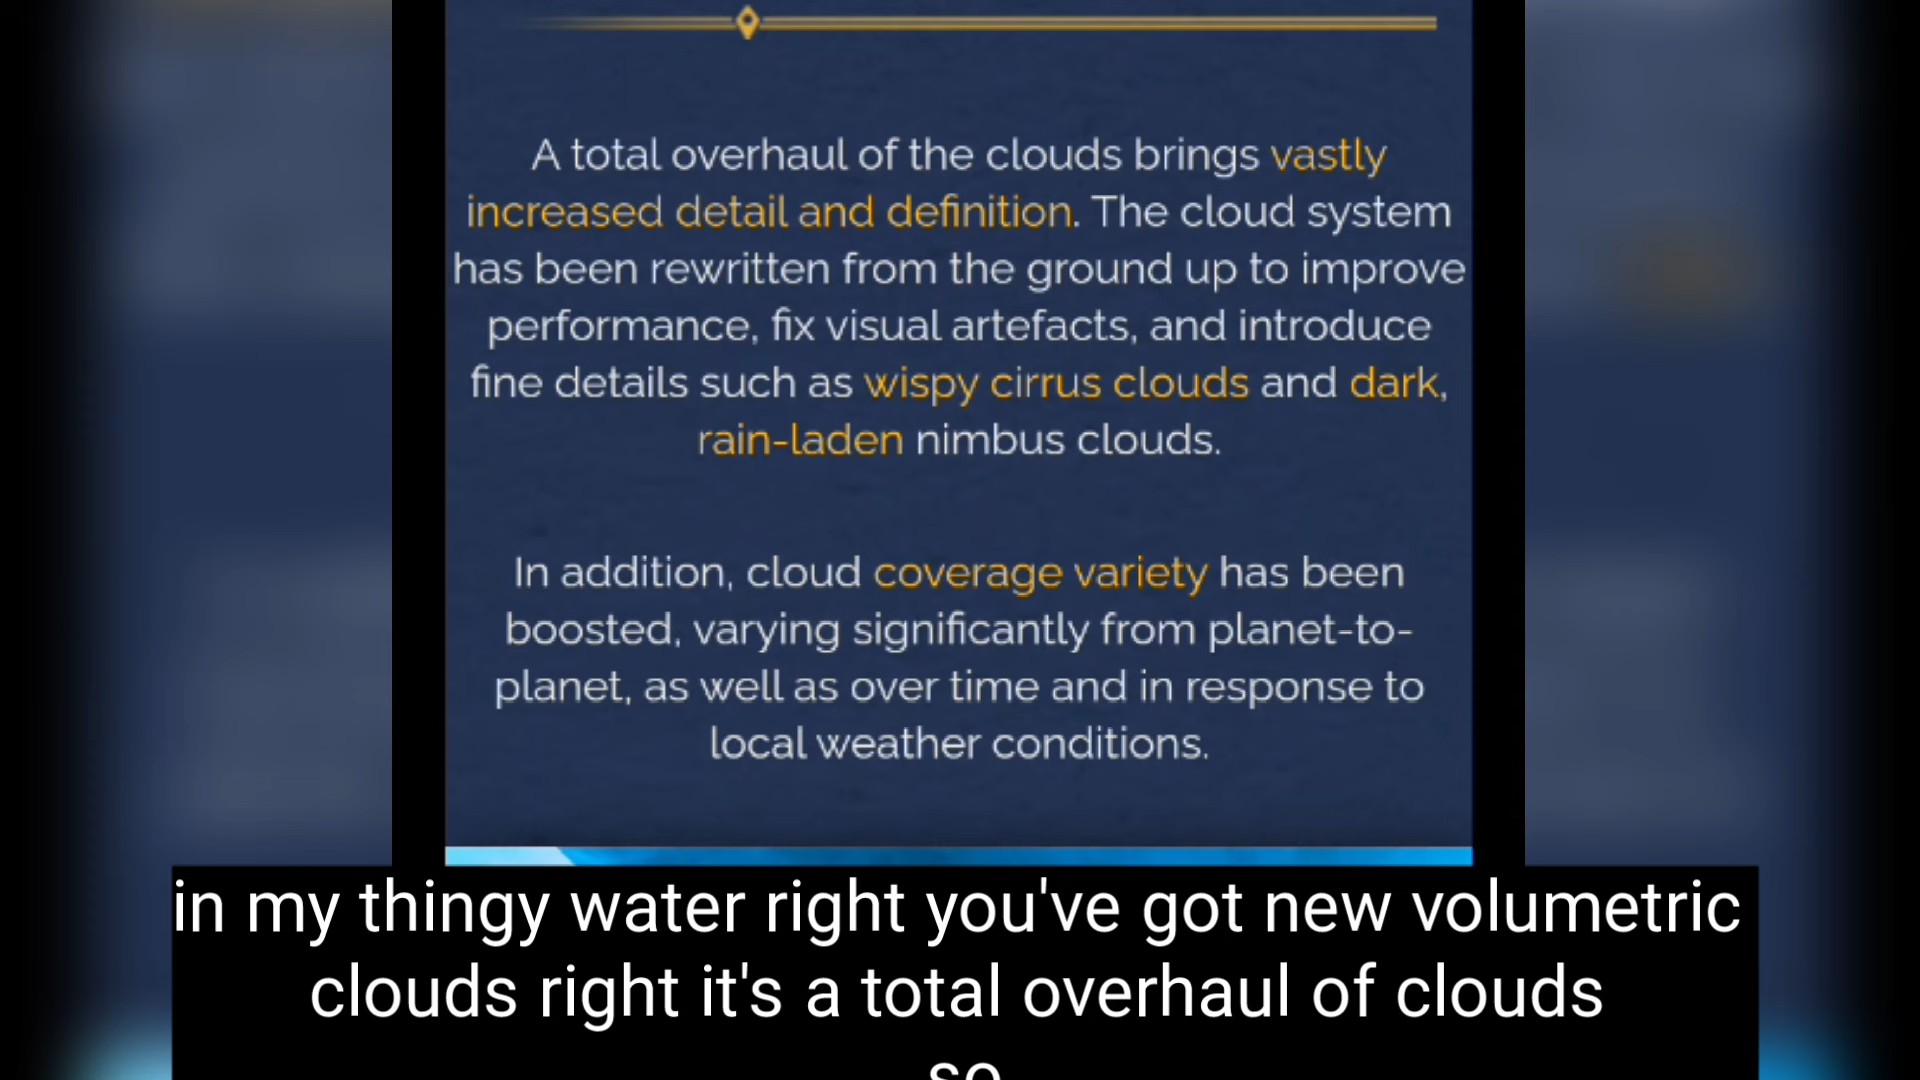 A total overhaul of the clouds brings vastly
increased detail and definition. The cloud system
has been rewritten from the ground up to improve
performance, fix visual artefacts, and introduce
fine details such as wispy cirrus clouds and dark,
rain-laden nimbus clouds.
In addition, cloud coverage variety has been
boosted, varying significantly from planet-to-
planet, as well as over time and in response to
local weather conditions.
in my thingy water right you've got new volumetric
clouds right it's a total overhaul of clouds
so